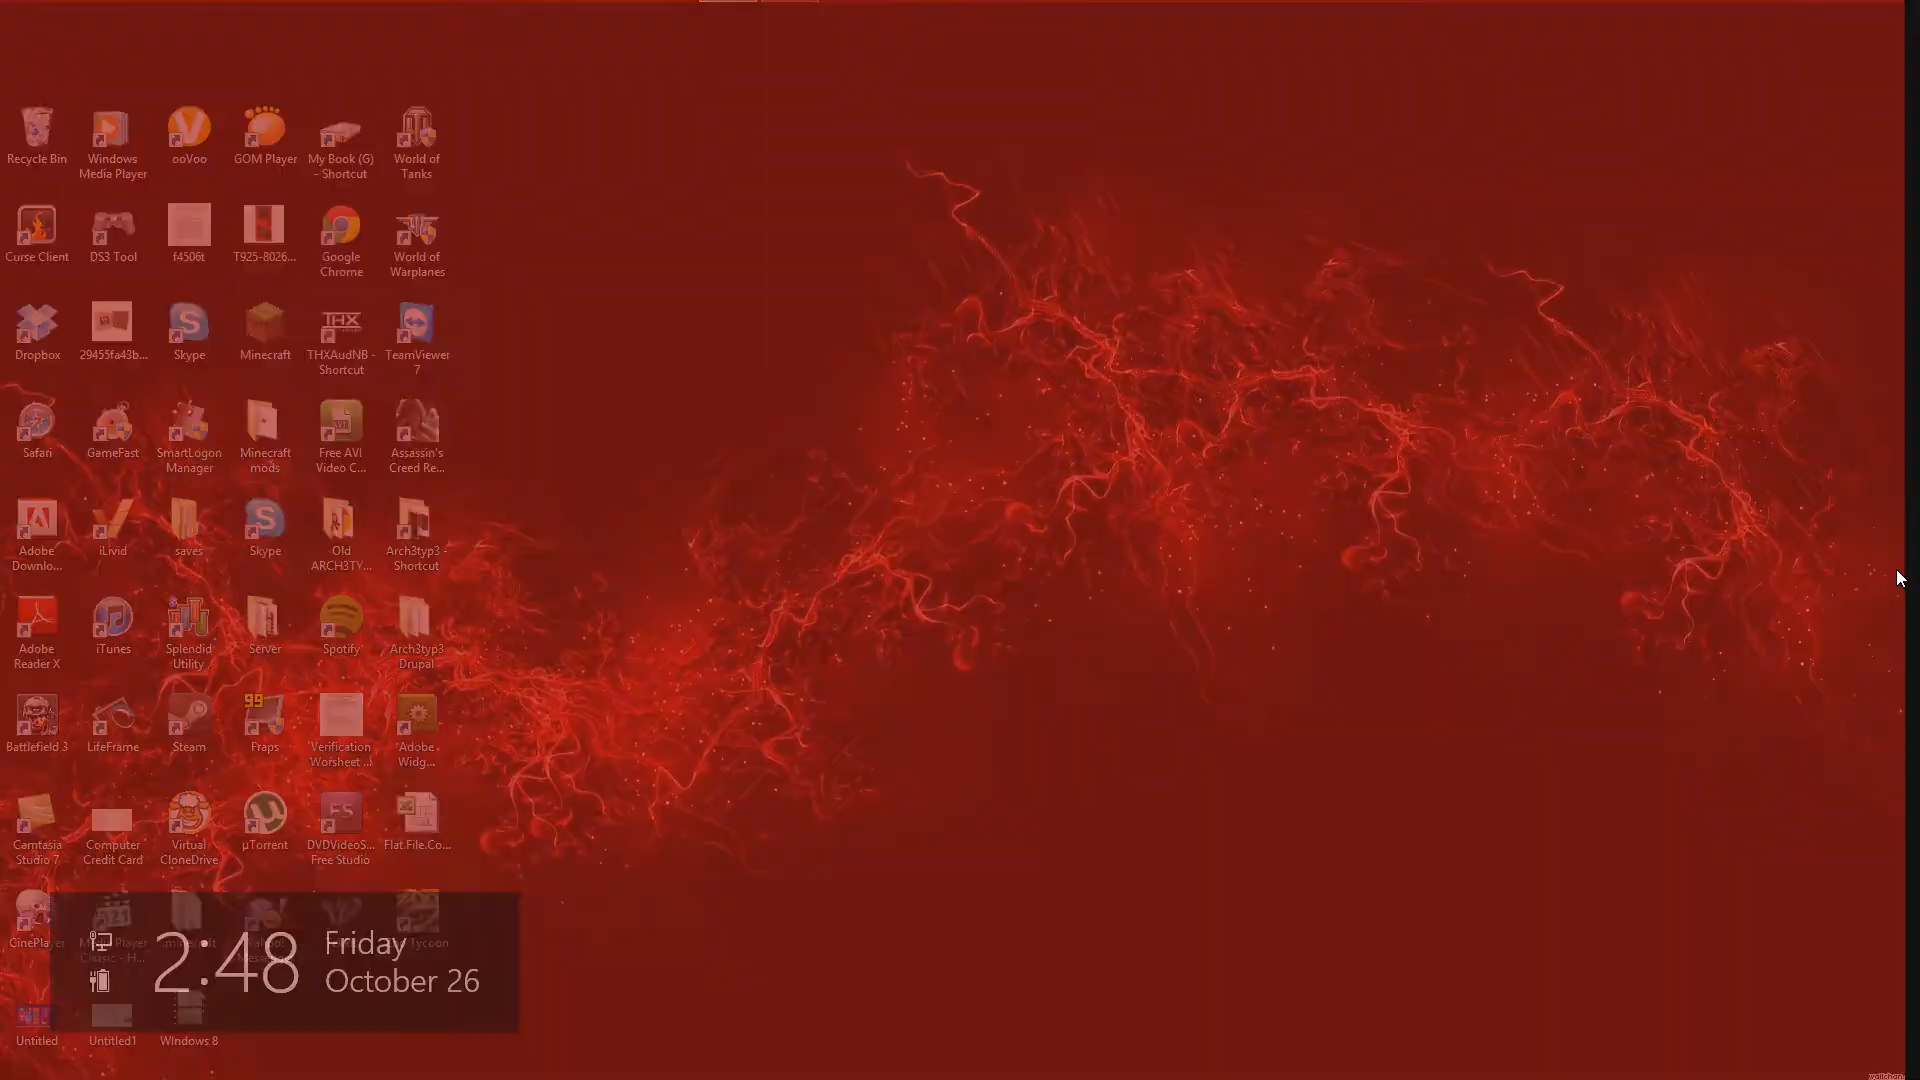 Recycle Bin
Windows
Media Player
ooVoo
GOM Player
My Book (G)
- Shortcut
World of
Tanks
Curse Client
DS3 Tool
f4506t
T925-8026...
Google
Chrome
World of
Warplanes
Dropbox
29455fa43b...
Skype
Minecraft
THXAudNB -
Shortcut
TeamViewer
7
Safari
GameFast
SmartLogon
Manager
Minecraft
mods
Free AVI
Video C...
Assassin's
Creed Re...
Adobe
Downlo...
iLivid
saves
Skype
Old
ARCH3TY...
Arch3typ3 -
Shortcut
Adobe
Reader X
iTunes
Splendid
Utility
Server
Spotify
Arch3typ3
Drupal
Battlefield 3
LifeFrame
Steam
99
Fraps
Verification
Worsheet ...
Adobe
Widg...
Camtasia
Studio 7
Computer
Credit Card
Virtual
CloneDrive
µTorrent
DVDVideoS...
Free Studio
Flat.File.Co...
CinePlayer
Player
Classic - H...
Tycoon
2:48
Friday
October 26
Untitled
Untitled1
Windows 8